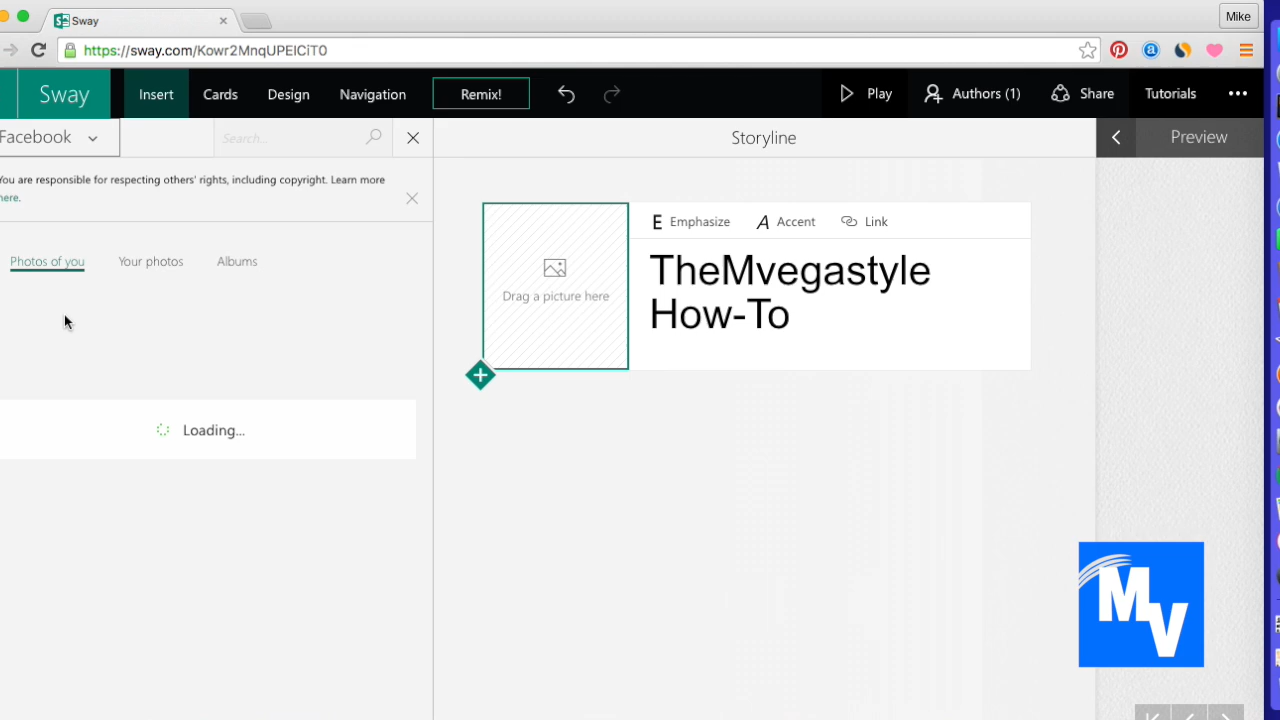 Sway
Mike
https://sway.com/Kowr2MnqUPEICiT0
Sway
Insert
Cards
Design
Navigation
Remix!
Play
Authors (1)
Share
Tutorials
Facebook
Search...
Storyline
Preview
You are responsible for respecting others' rights, including copyright. Learn more
here.
Photos of you
Your photos
Albums
E Emphasize
A Accent
Link
Drag a picture here
TheMvegastyle
How-To
Loading...
MV